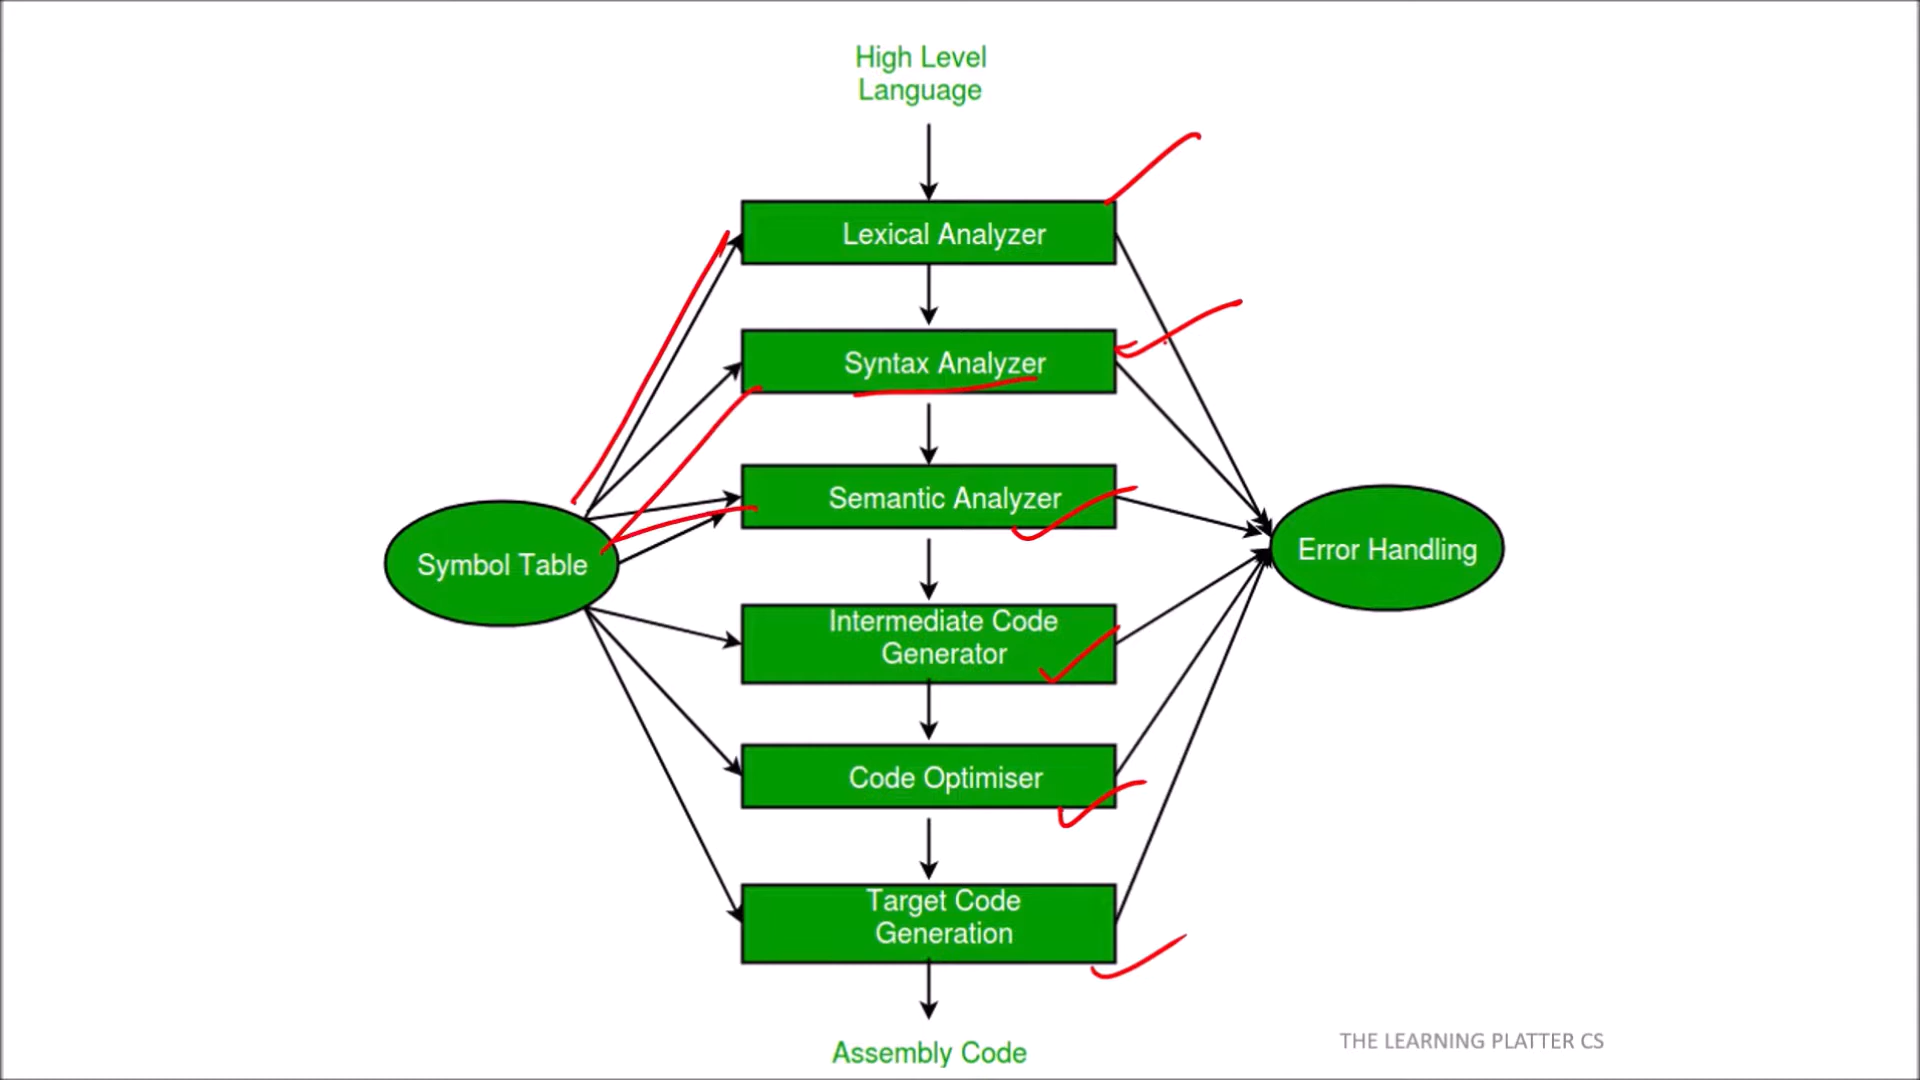 High Level
Language
Lexical Analyzer
Syntax Analyzer
Semantic Analyzer
Symbol Table
Error Handling
Intermediate Code
Generator
Code Optimiser
Target Code
Generation
Assembly Code
THE LEARNING PLATTER CS